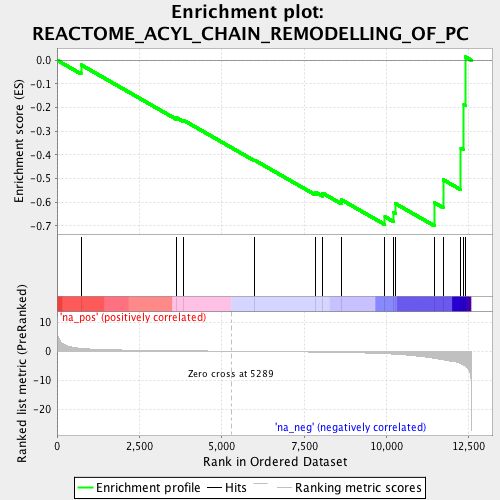 Enrichment plot:
REACTOME_ACYL_CHAIN_REMODELLING_OF_PC
Enrichment score (ES)
0.0
-0.1
-0.2
-0.3
-0.4
-0.5
-0.6
-0.7
'na_pos' (positively correlated)
Ranked list metric (PreRanked)
10
5
0
-5
-10
-20
Zero cross at 5289
'na_neg' (negatively correlated)
0
2,500
5,000
7,500
10,000
12,500
Rank in Ordered Dataset
Enrichment profile
Hits
Ranking metric scores